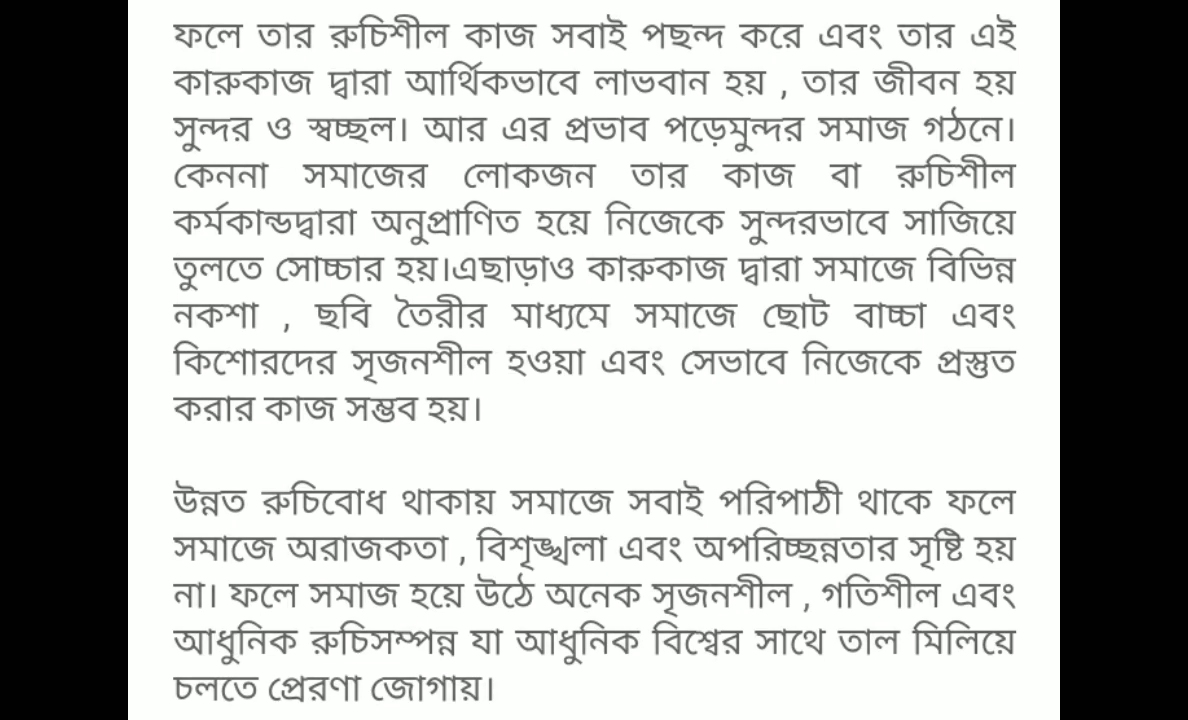 ফলে তার রুচিশীল কাজ সবাই পছন্দ করে এবং তার এই
কারুকাজ দ্বারা আর্থিকভাবে লাভবান হয় , তার জীবন হয়
সুন্দর ও স্বচ্ছল। আর এর প্রভাব পড়েমুন্দর সমাজ গঠনে।
কেননা সমাজের লোকজন তার কাজ বা রুচিশীল
কর্মকান্ডদ্বারা অনুপ্রাণিত হয়ে নিজেকে সুন্দরভাবে সাজিয়ে
তুলতে সোচ্চার হয়।এছাড়াও কারুকাজ দ্বারা সমাজে বিভিন্ন
নকশা , ছবি তৈরীর মাধ্যমে সমাজে ছোট বাচ্চা এবং
কিশোরদের সৃজনশীল হওয়া এবং সেভাবে নিজেকে প্রস্তুত
করার কাজ সম্ভব হয়।
উন্নত রুচিবোধ থাকায় সমাজে সবাই পরিপাঠী থাকে ফলে
সমাজে অরাজকতা , বিশৃঙ্খলা এবং অপরিচ্ছন্নতার সৃষ্টি হয়
না। ফলে সমাজ হয়ে উঠে অনেক সৃজনশীল , গতিশীল এবং
আধুনিক রুচিসম্পন্ন যা আধুনিক বিশ্বের সাথে তাল মিলিয়ে
চলতে প্রেরণা জোগায়।